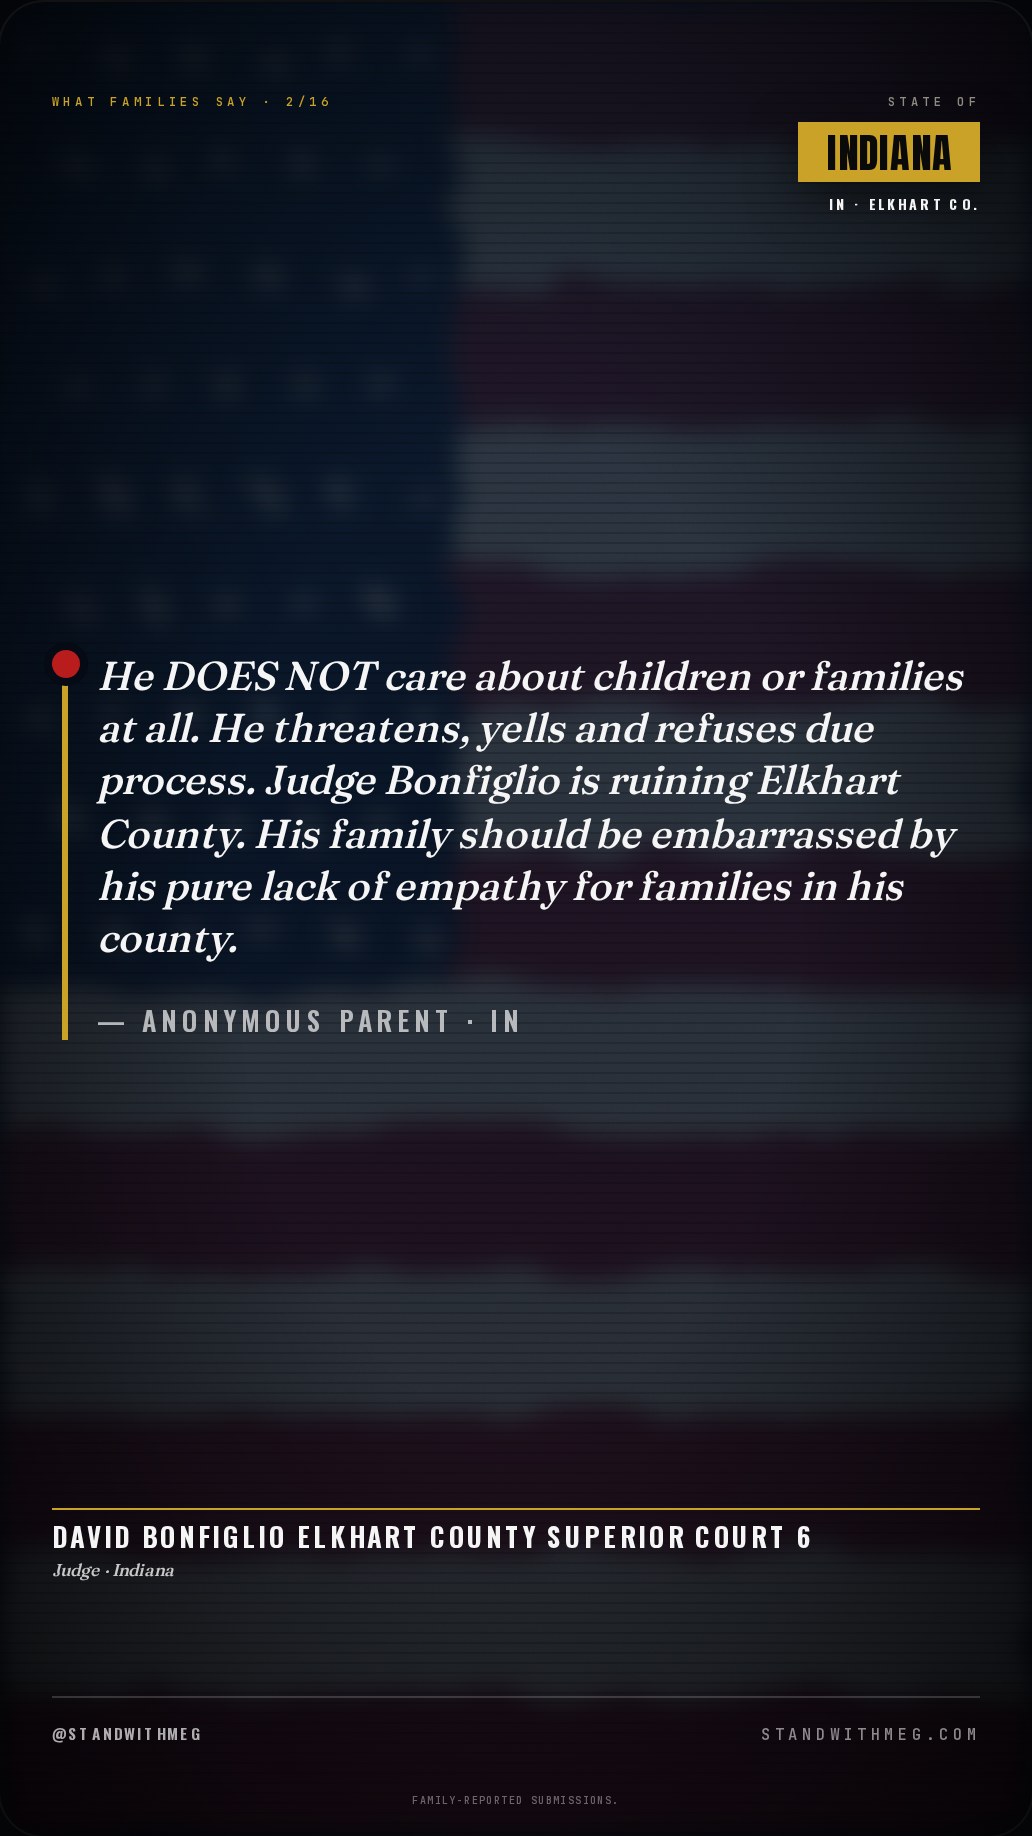 WHAT FAMILIES SAY · 2/16
STATE OF
INDIANA
IN · ELKHART CO.
He DOES NOT care about children or families
at all. He threatens, yells and refuses due
process. Judge Bonfiglio is ruining Elkhart
County. His family should be embarrassed by
his pure lack of empathy for families in his
county.
— ANONYMOUS PARENT · IN
DAVID BONFIGLIO ELKHART COUNTY SUPERIOR COURT 6
Judge · Indiana
@STANDWITHMEG
STANDWITHMEG.COM
FAMILY-REPORTED SUBMISSIONS.